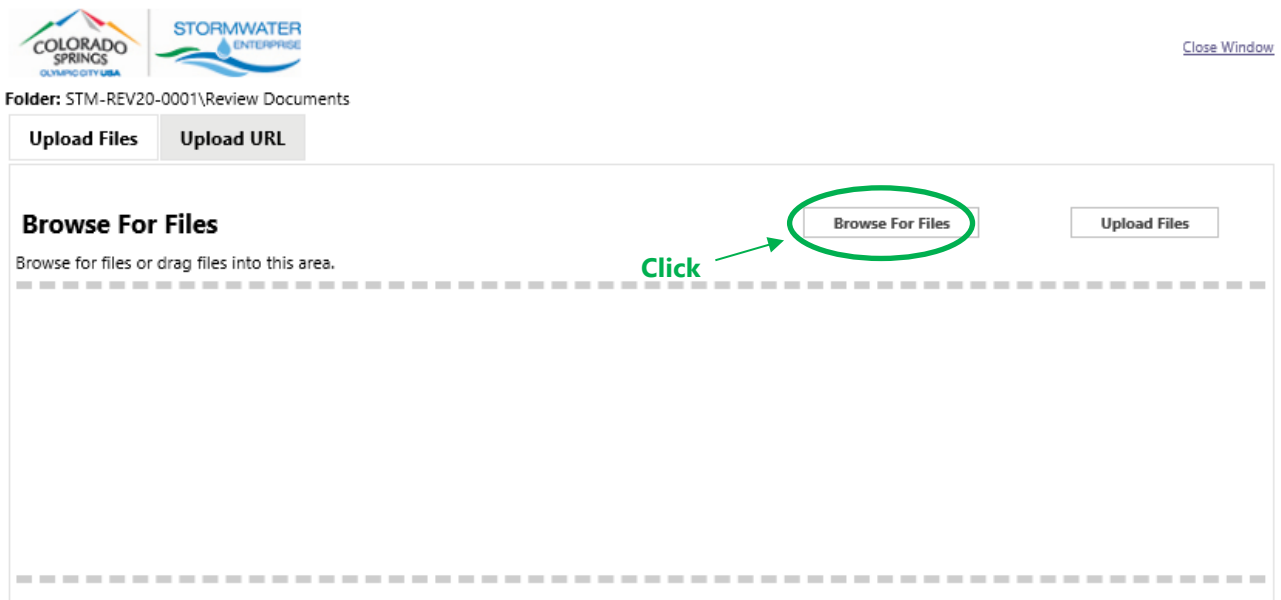 COLORADO
SPRINGS
OLYMPIC CITY USA
STORMWATER
ENTERPRISE
Close Window
Folder: STM-REV20-0001\Review Documents
Upload Files Upload URL
Browse For Files
Browse For Files
Upload Files
Browse for files or drag files into this area.
Click